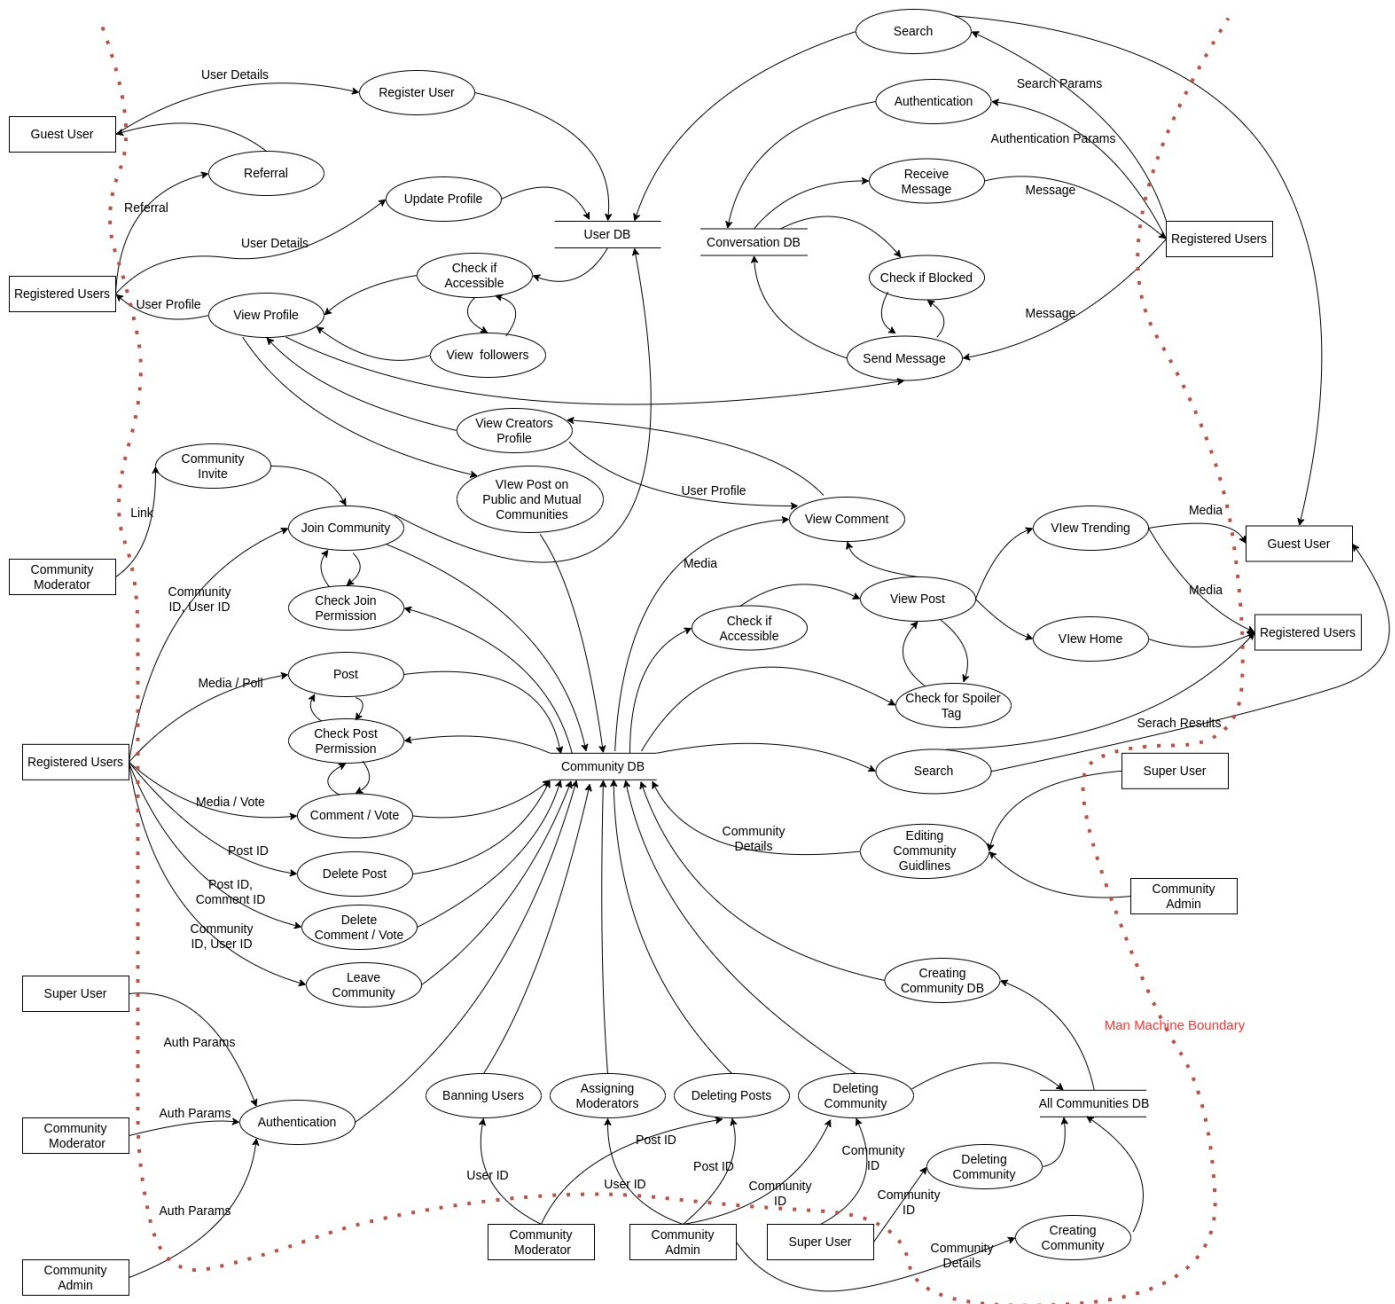 Search
User Details
Search Params
Register User
Authentication
Guest User
Authentication Params
Referral
Receive
Message
Message
Update Profile
Referral
User DB
Conversation DB
Registered Users
User Details
Check if
Accessible
Check if Blocked
Registered Users
User Profile
View Profile
Message
View  followers
Send Message
View Creators
Profile
Community
Invite
VIew Post on
Public and Mutual
Communities
User Profile
Link
Join Community
View Comment
Media
VIew Trending
Guest User
Community
Moderator
Media
Community
ID, User ID
Check Join
Permission
View Post
Media
Check if
Accessible
VIew Home
Registered Users
Post
Media / Poll
Check for Spoiler
Tag
Serach Results
Check Post
Permission
Registered Users
Community DB
Search
Super User
Media / Vote
Comment / Vote
Community
Details
Editing
Community
Guidlines
Post ID
Delete Post
Community
Admin
Post ID,
Comment ID
Delete
Comment / Vote
Community
ID, User ID
Leave
Community
Creating
Community DB
Super User
Man Machine Boundary
Auth Params
Banning Users
Assigning
Moderators
Deleting Posts
Deleting
Community
All Communities DB
Auth Params
Community
Moderator
Authentication
Post ID
Community
ID
Deleting
Community
User ID
Post ID
User ID
Community
ID
Community
ID
Auth Params
Community
Moderator
Community
Admin
Super User
Creating
Community
Community
Details
Community
Admin